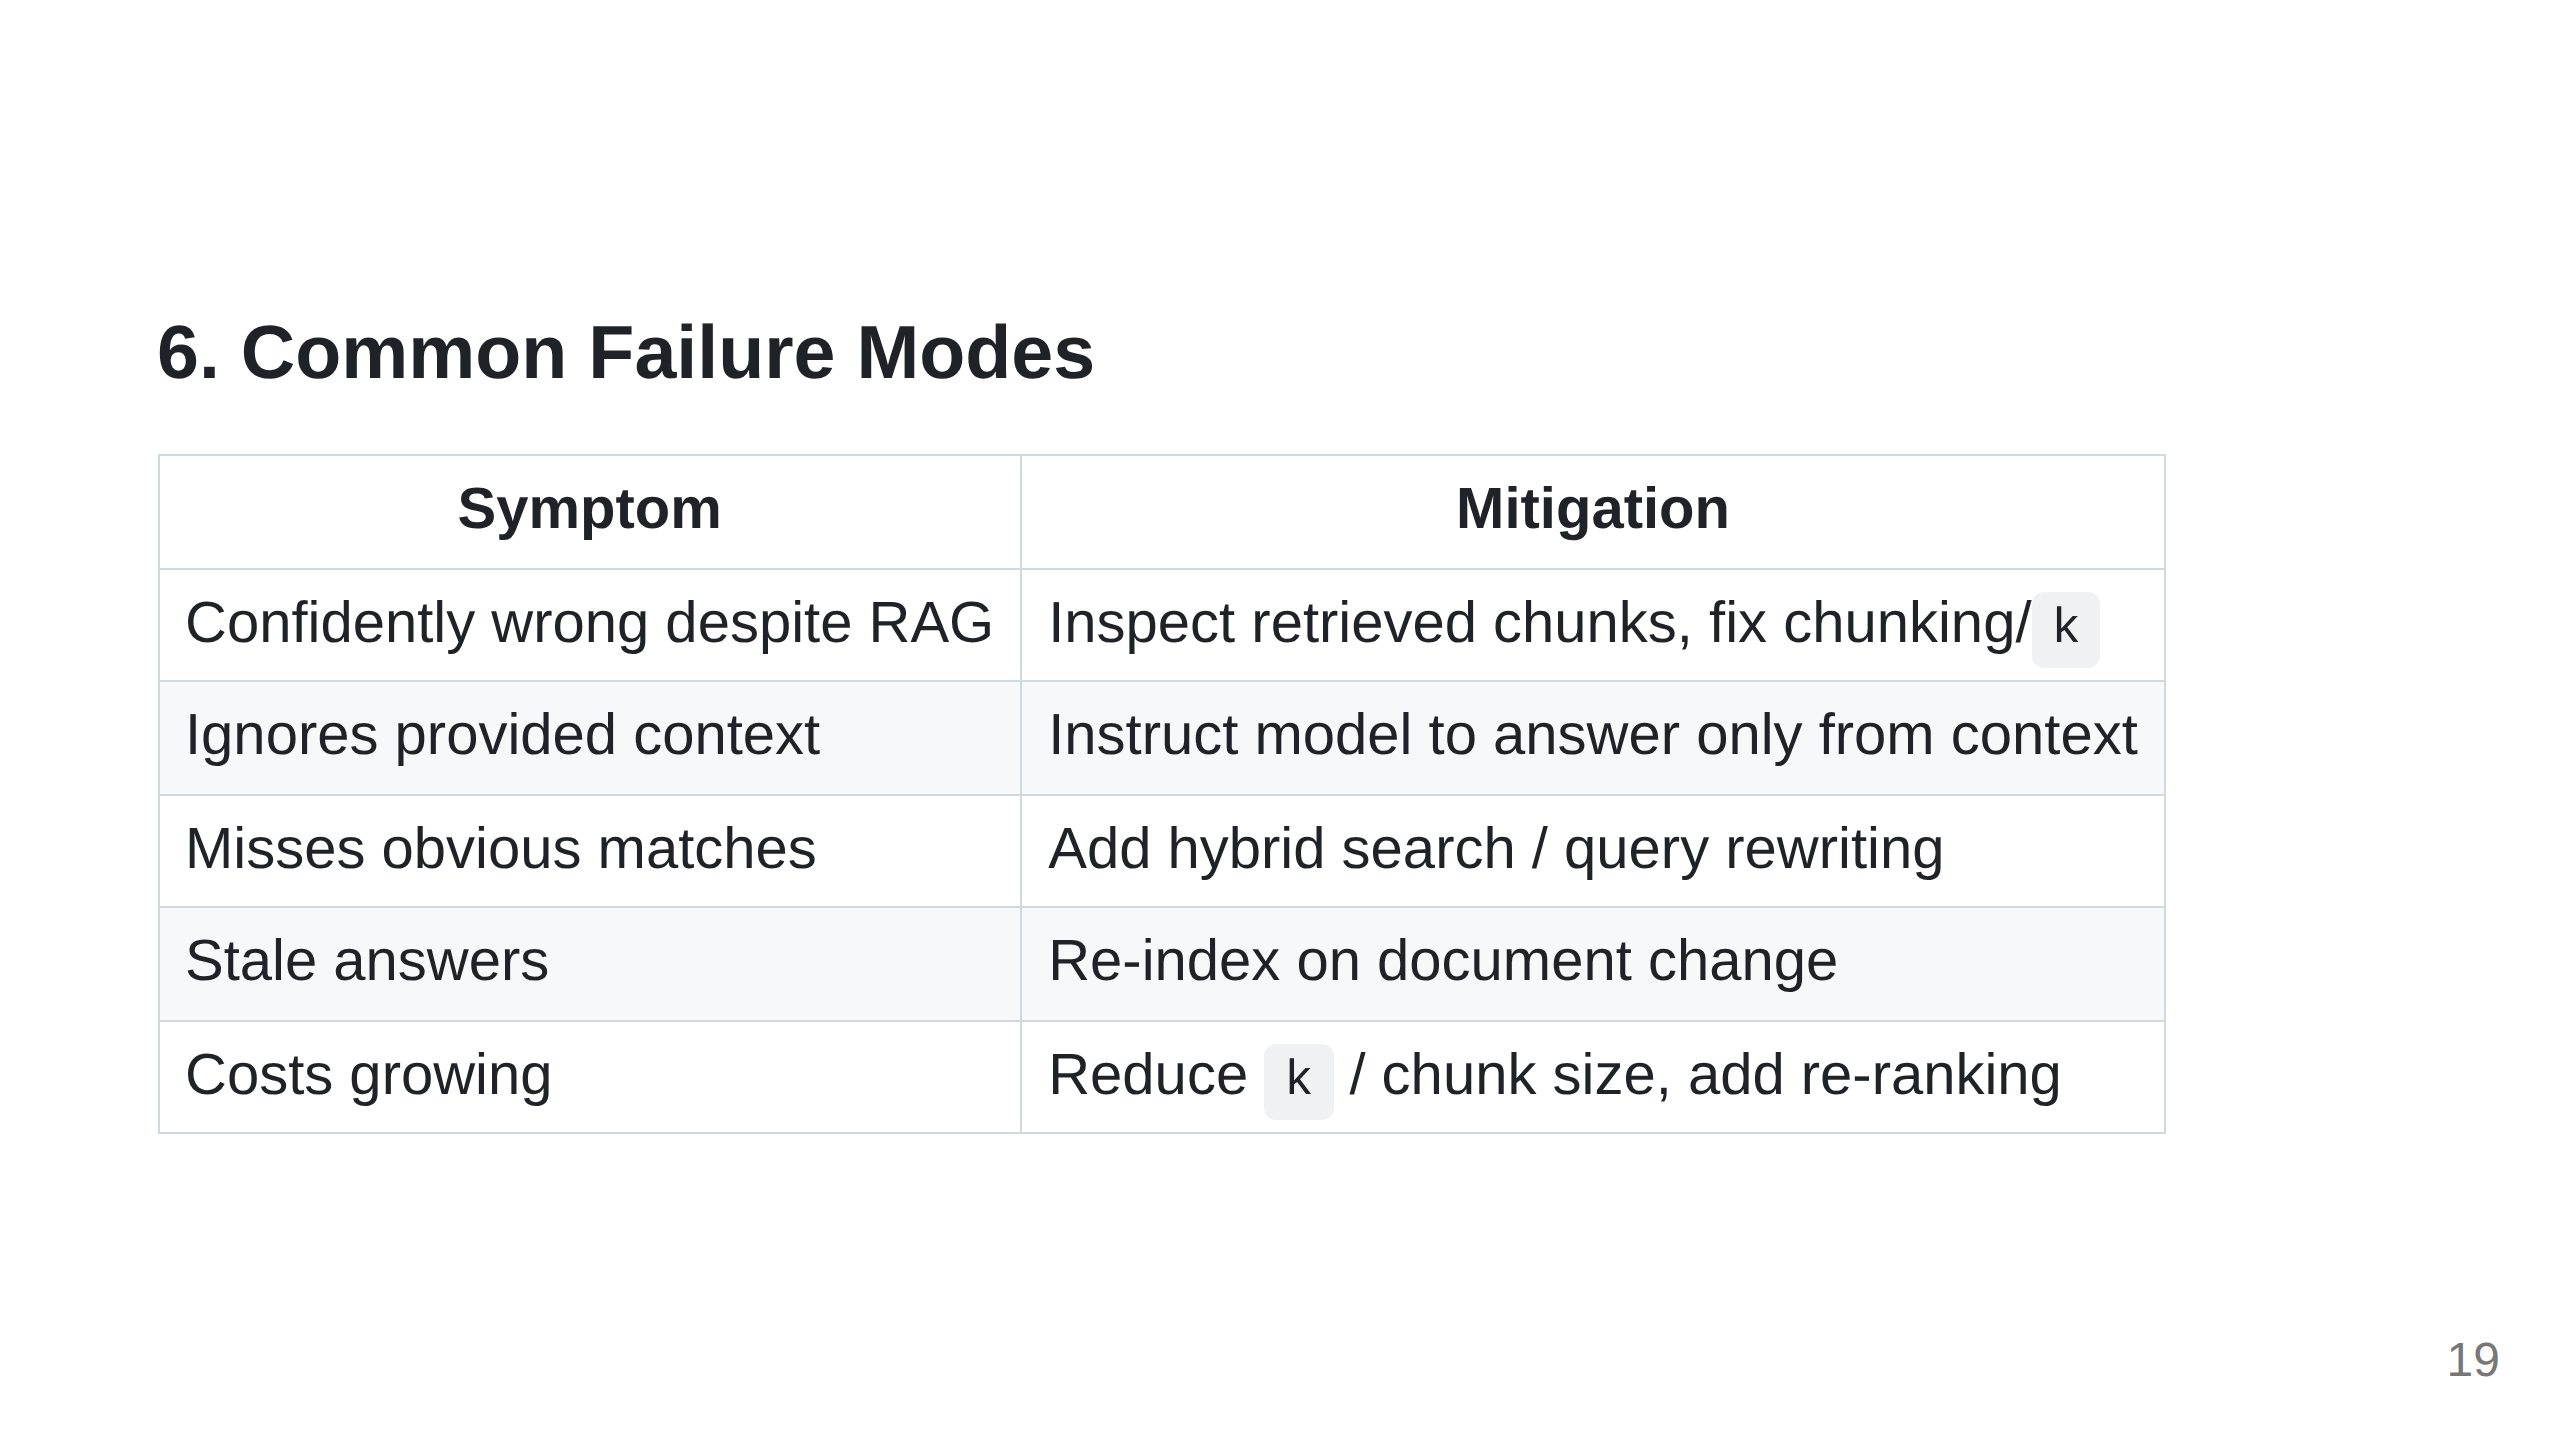 6. Common Failure Modes
Symptom Mitigation
Confidently wrong despite RAG Inspect retrieved chunks, fix chunking/k
Ignores provided context Instruct model to answer only from context
Misses obvious matches Add hybrid search / query rewriting
Stale answers Re-index on document change
Costs growing Reduce k / chunk size, add re-ranking
19